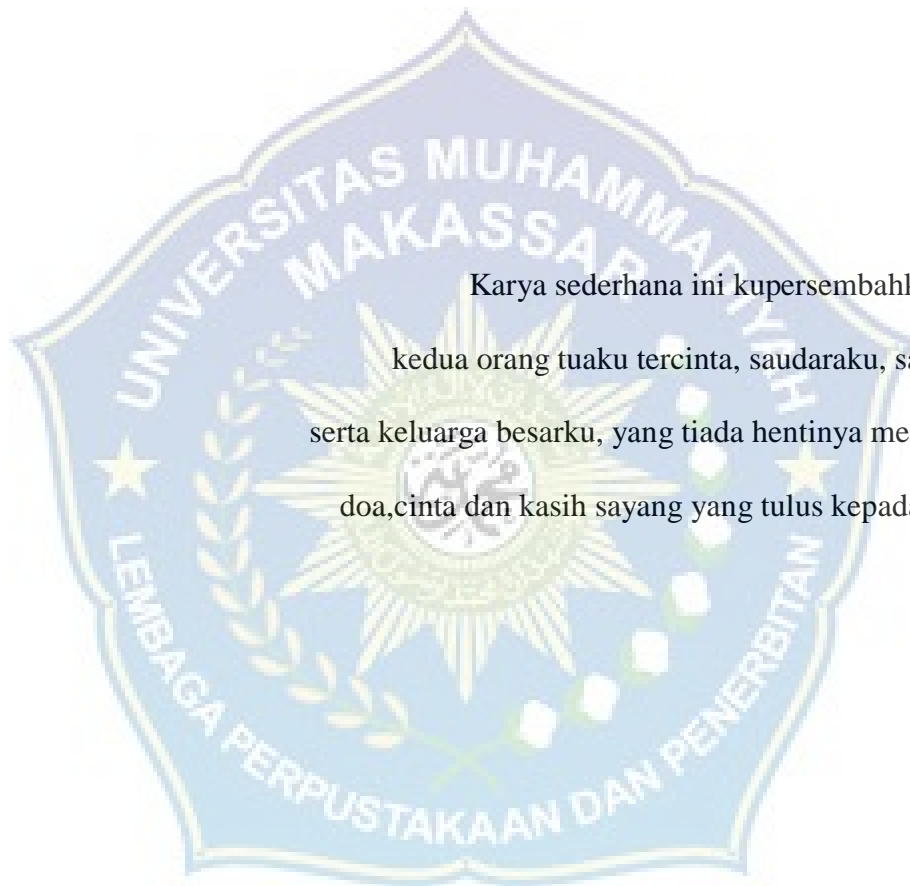 UNIVERSITAS MUHAMMADIYAH
MAKASSAR
Karya sederhana ini kupersembahk
kedua orang tuaku tercinta, saudaraku, sa
serta keluarga besarku, yang tiada hentinya me
doa,cinta dan kasih sayang yang tulus kepada
LEMBAGA PERPUSTAKAAN DAN PENERBITAN